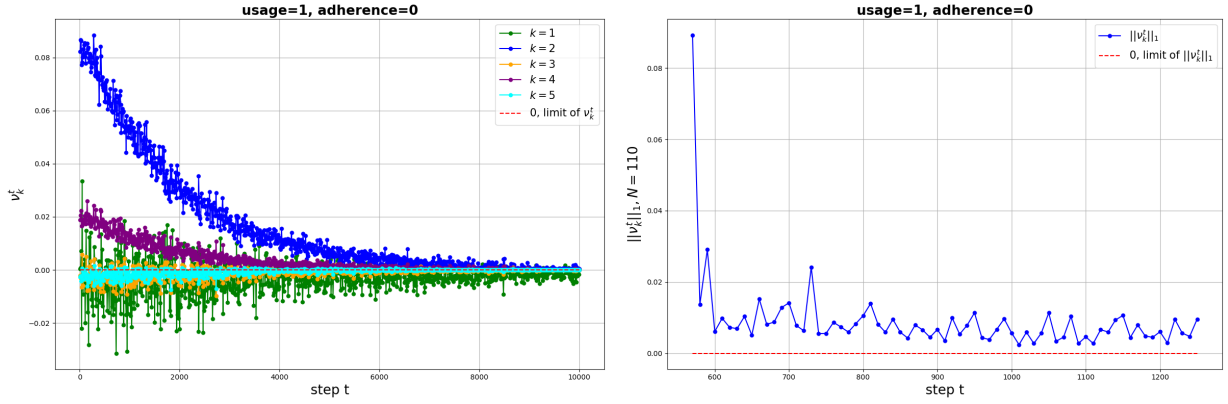 usage=1, adherence=0
k = 1
k = 2
k = 3
k = 4
k = 5
0, limit of ν_k^t
0.08
0.06
0.04
0.02
0.00
−0.02
ν_k^t
0
2000
4000
6000
8000
10000
step t
usage=1, adherence=0
||ν_k^t||_1
0, limit of ||ν_k^t||_1
0.08
0.06
0.04
0.02
0.00
||ν_k^t||_1, N = 110
600
700
800
900
1000
1100
1200
step t